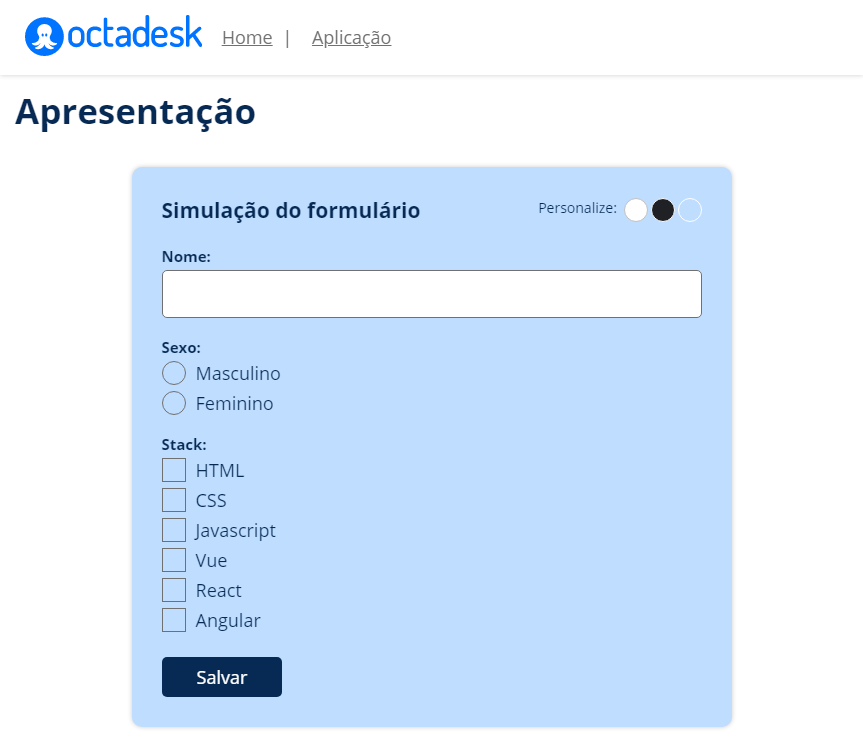 octadesk Home | Aplicação
Apresentação
Simulação do formulário Personalize:
Nome:
Sexo:
Masculino
Feminino
Stack:
HTML
CSS
Javascript
Vue
React
Angular
Salvar